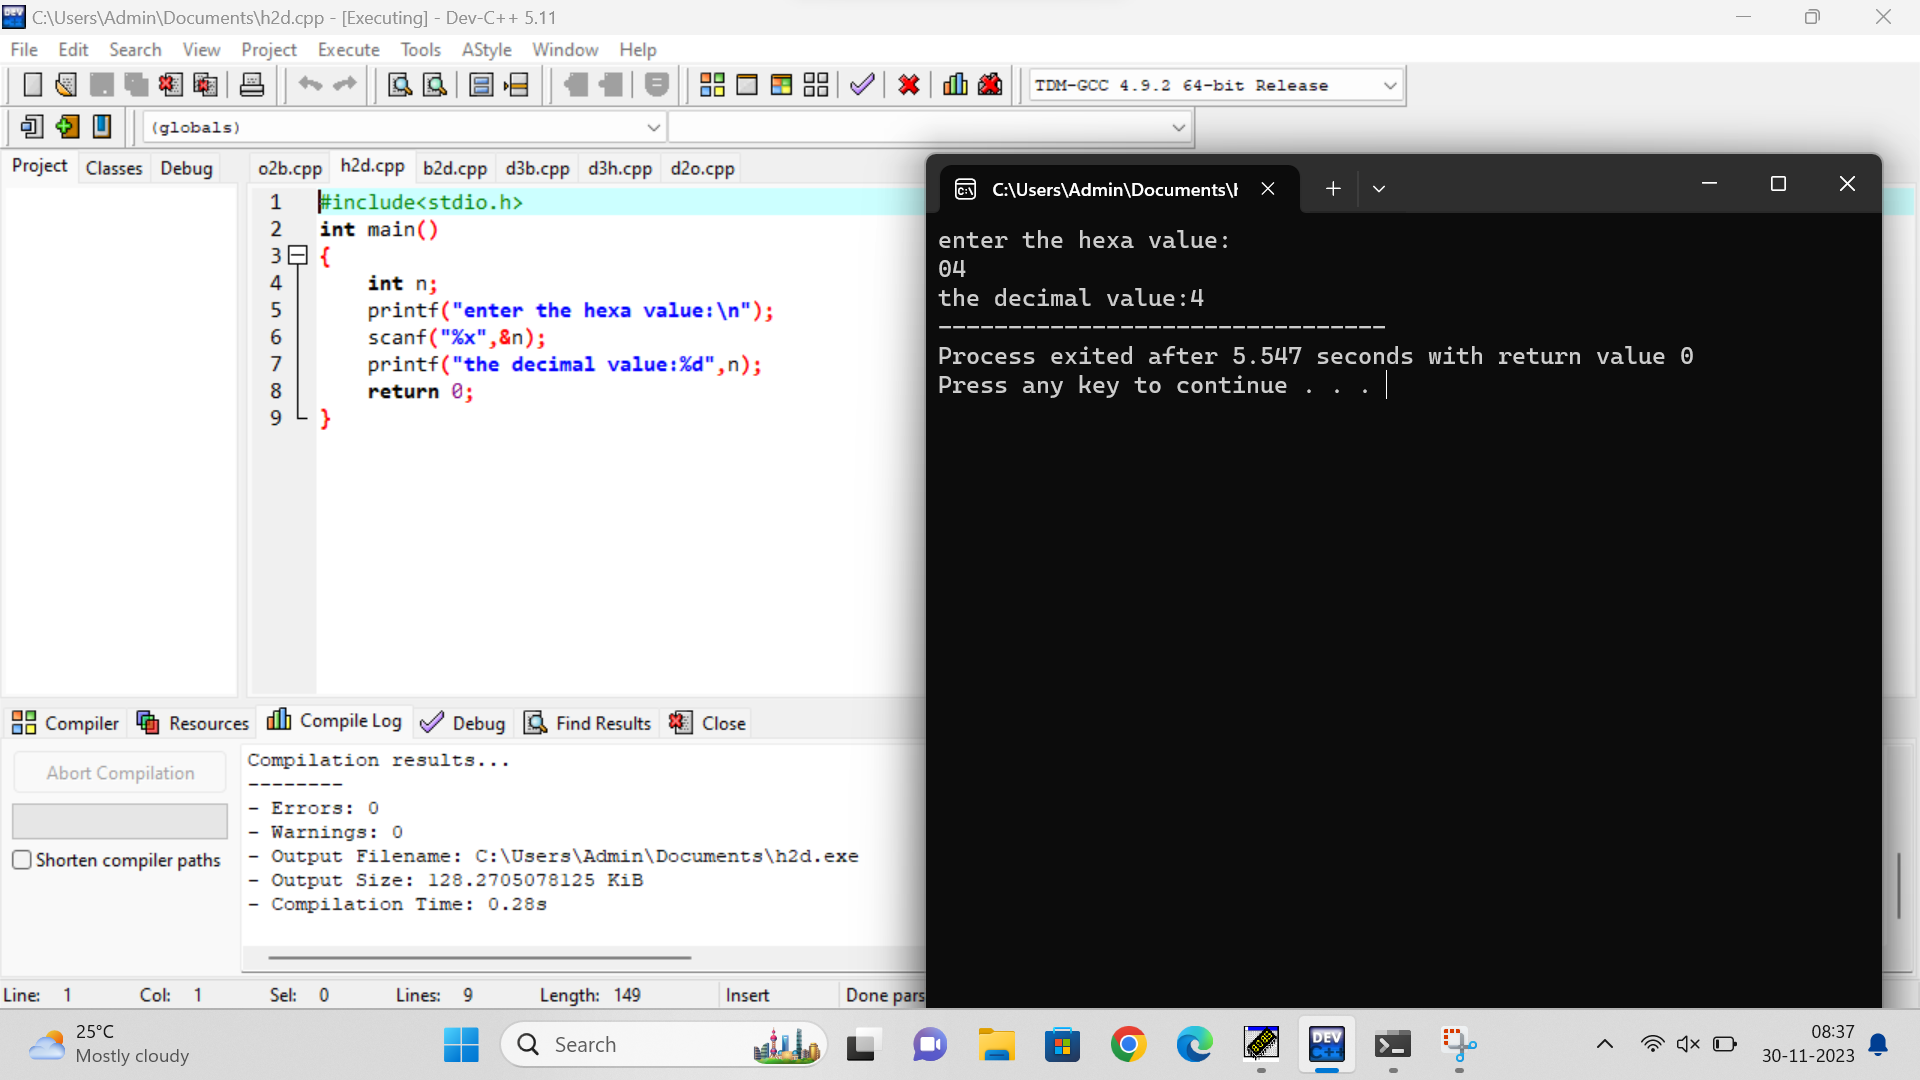 C:\Users\Admin\Documents\h2d.cpp - [Executing] - Dev-C++ 5.11
File Edit Search View Project Execute Tools AStyle Window Help
TDM-GCC 4.9.2 64-bit Release
(globals)
Project Classes Debug
o2b.cpp h2d.cpp b2d.cpp d3b.cpp d3h.cpp d2o.cpp
1 #include<stdio.h>
2 int main()
3 {
4 int n;
5 printf("enter the hexa value:\n");
6 scanf("%x",&n);
7 printf("the decimal value:%d",n);
8 return 0;
9 }
C:\Users\Admin\Documents\
enter the hexa value:
04
the decimal value:4
--------------------------------
Process exited after 5.547 seconds with return value 0
Press any key to continue . . .
Compiler Resources Compile Log Debug Find Results Close
Abort Compilation
Shorten compiler paths
Compilation results...
--------
- Errors: 0
- Warnings: 0
- Output Filename: C:\Users\Admin\Documents\h2d.exe
- Output Size: 128.2705078125 KiB
- Compilation Time: 0.28s
Line: 1 Col: 1 Sel: 0 Lines: 9 Length: 149 Insert Done pars
25°C
Mostly cloudy
Search
DEV
C++
08:37
30-11-2023